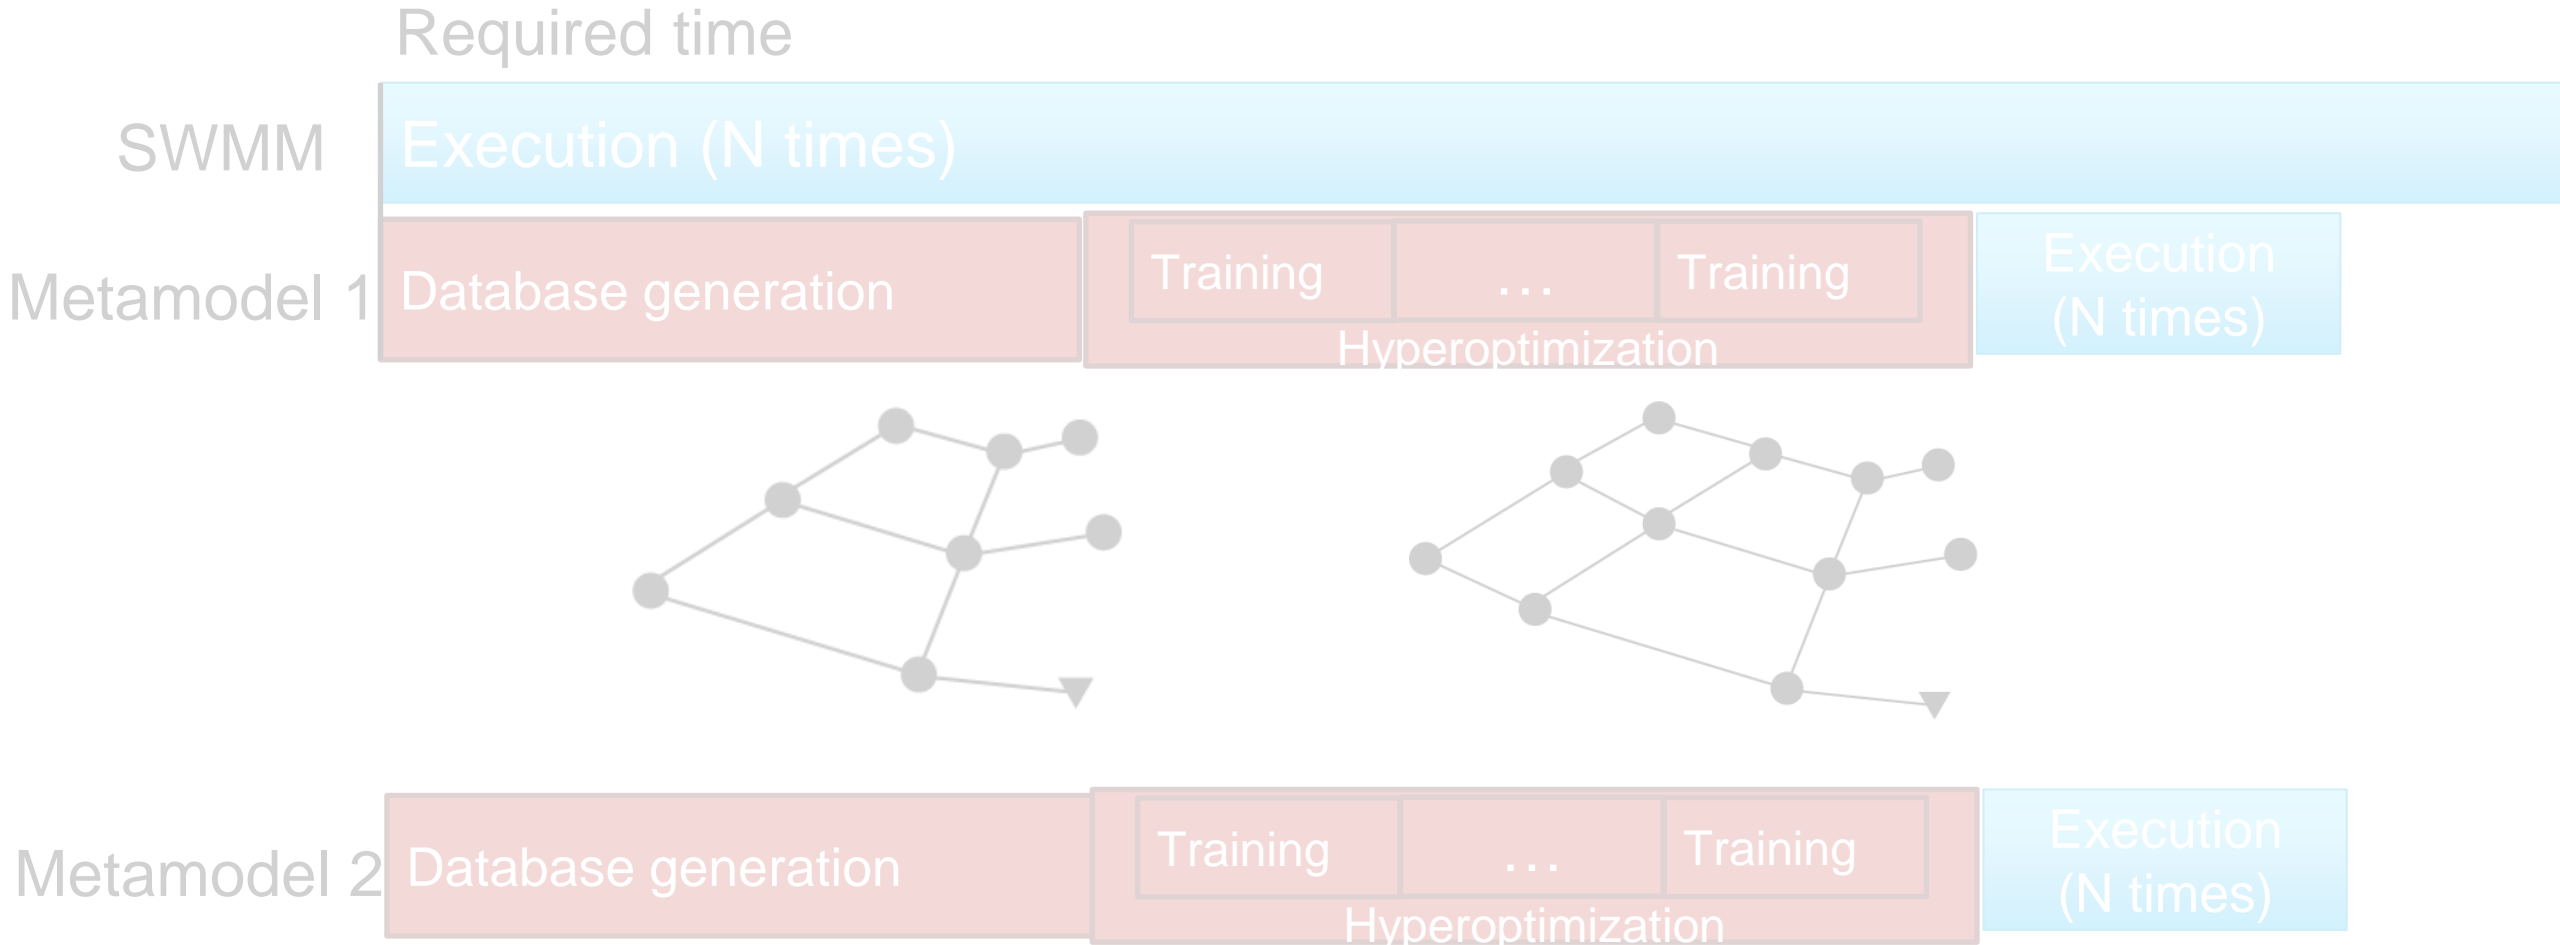 Required time
SWMM
Execution (N times)
Metamodel 1
Database generation
Training
...
Training
Hyperoptimization
Execution
(N times)
Metamodel 2
Database generation
Training
...
Training
Hyperoptimization
Execution
(N times)